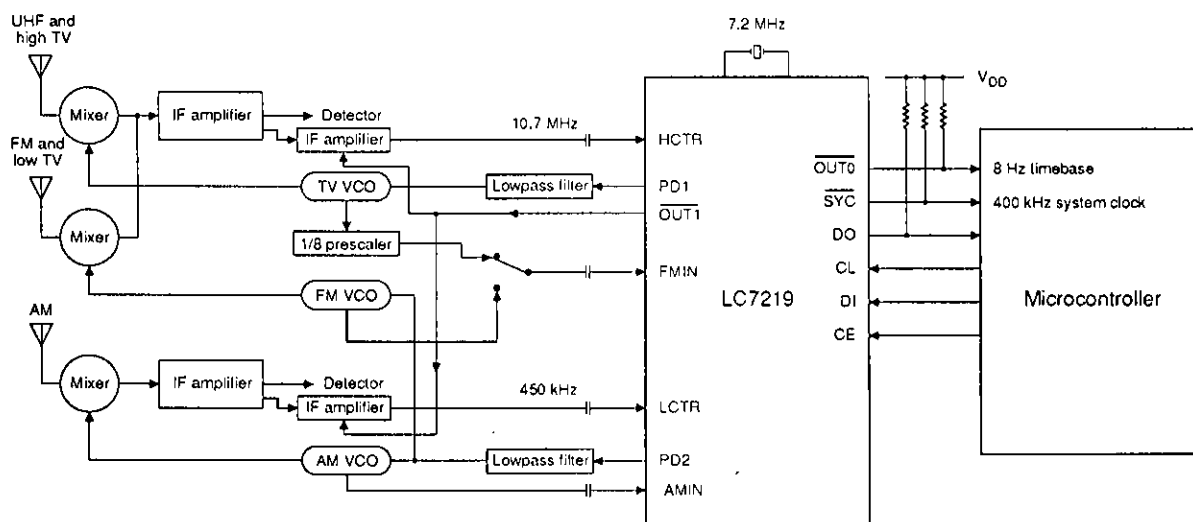 UHF and
high TV
7.2 MHz
VDD
Mixer
IF amplifier
Detector
IF amplifier
10.7 MHz
HCTR
FM and
low TV
OUT0
8 Hz timebase
TV VCO
Lowpass filter
PD1
SYC
400 kHz system clock
OUT1
Mixer
1/8 prescaler
DO
FMIN
CL
LC7219
Microcontroller
FM VCO
DI
AM
CE
Mixer
IF amplifier
Detector
IF amplifier
450 kHz
LCTR
AM VCO
Lowpass filter
PD2
AMIN